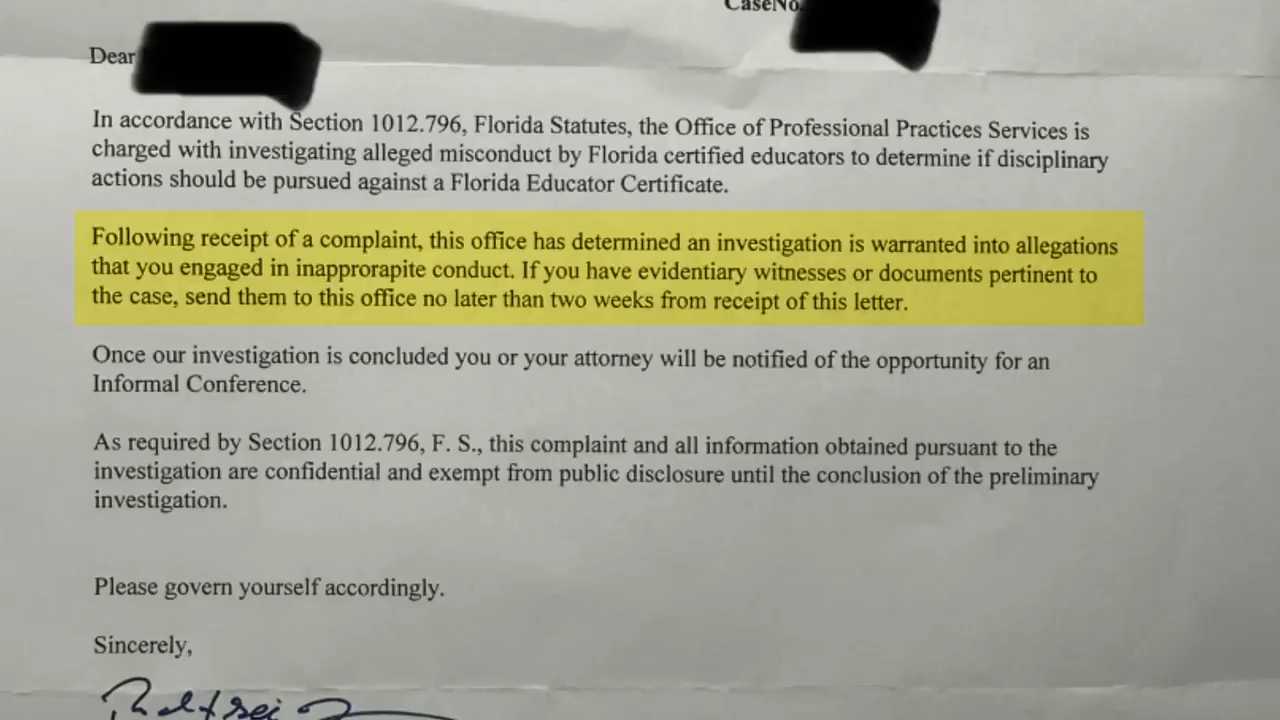 CaseNo.
Dear
In accordance with Section 1012.796, Florida Statutes, the Office of Professional Practices Services is
charged with investigating alleged misconduct by Florida certified educators to determine if disciplinary
actions should be pursued against a Florida Educator Certificate.
Following receipt of a complaint, this office has determined an investigation is warranted into allegations
that you engaged in inapprorapite conduct. If you have evidentiary witnesses or documents pertinent to
the case, send them to this office no later than two weeks from receipt of this letter.
Once our investigation is concluded you or your attorney will be notified of the opportunity for an
Informal Conference.
As required by Section 1012.796, F. S., this complaint and all information obtained pursuant to the
investigation are confidential and exempt from public disclosure until the conclusion of the preliminary
investigation.
Please govern yourself accordingly.
Sincerely,